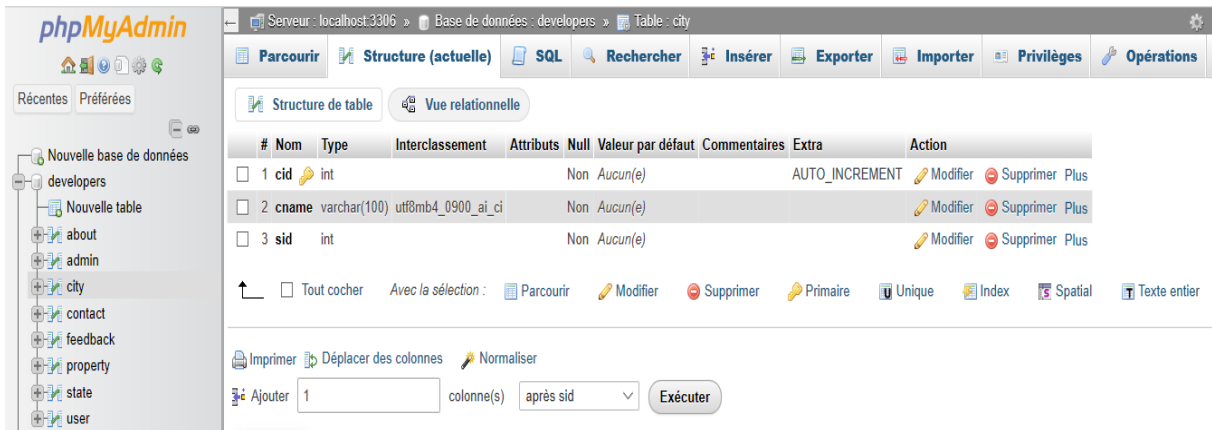 phpMyAdmin
Récentes Préférées
Nouvelle base de données
developers
Nouvelle table
about
admin
city
contact
feedback
property
state
user
Serveur : localhost:3306 » Base de données : developers » Table : city
Parcourir Structure (actuelle) SQL Rechercher Insérer Exporter Importer Privilèges Opérations
Structure de table Vue relationnelle
# Nom Type Interclassement Attributs Null Valeur par défaut Commentaires Extra Action
1 cid int Non Aucun(e) AUTO_INCREMENT Modifier Supprimer Plus
2 cname varchar(100) utf8mb4_0900_ai_ci Non Aucun(e) Modifier Supprimer Plus
3 sid int Non Aucun(e) Modifier Supprimer Plus
Tout cocher Avec la sélection : Parcourir Modifier Supprimer Primaire Unique Index Spatial Texte entier
Imprimer Déplacer des colonnes Normaliser
Ajouter 1 colonne(s) après sid Exécuter